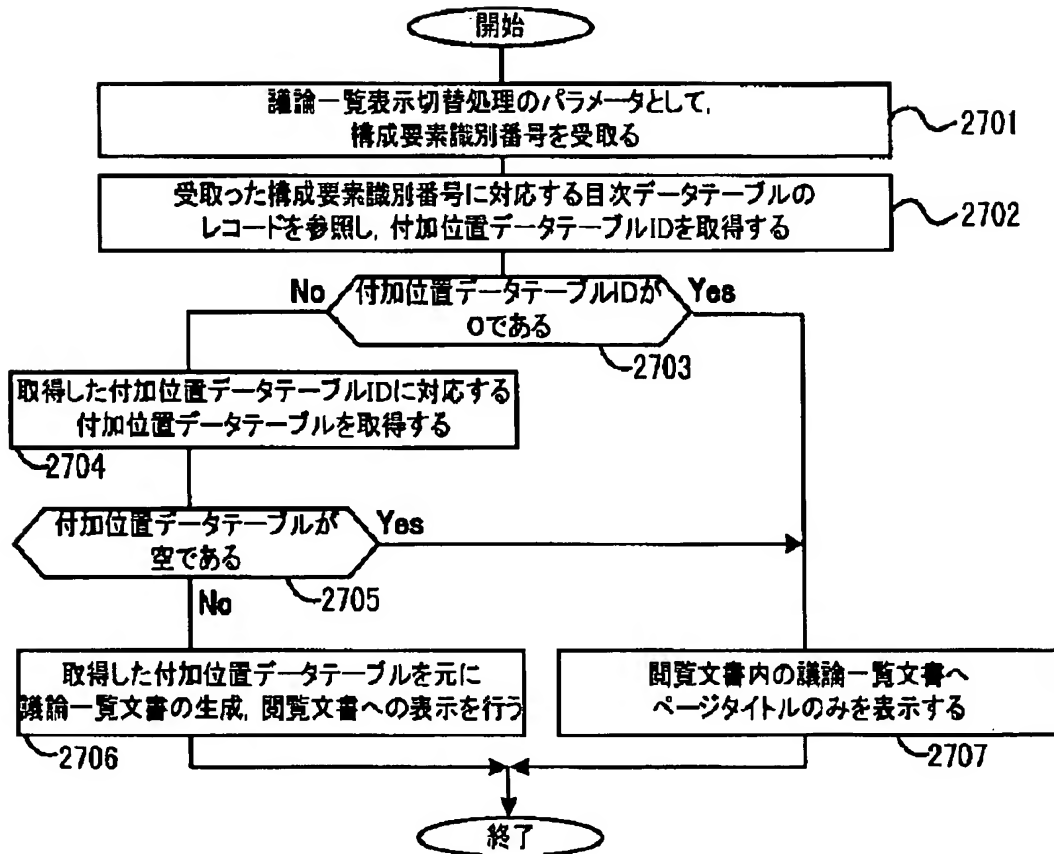 開始
議論一覧表示切替処理のパラメータとして,
構成要素識別番号を受取る
2701
受取った構成要素識別番号に対応する目次データテーブルの
レコードを参照し, 付加位置データテーブルIDを取得する
2702
No
付加位置データテーブルIDが
0である
Yes
2703
取得した付加位置データテーブルIDに対応する
付加位置データテーブルを取得する
2704
付加位置データテーブルが
空である
Yes
2705
No
取得した付加位置データテーブルを元に
議論一覧文書の生成, 閲覧文書への表示を行う
2706
閲覧文書内の議論一覧文書へ
ページタイトルのみを表示する
2707
終了